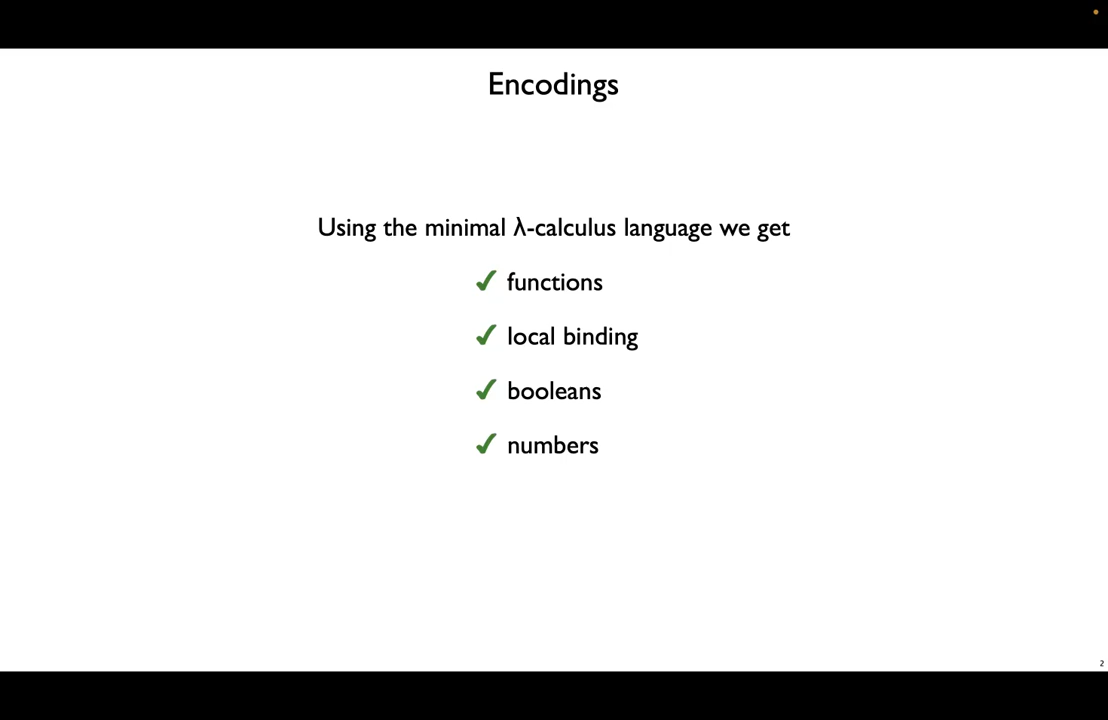 Encodings
Using the minimal λ-calculus language we get
✔ functions
✔ local binding
✔ booleans
✔ numbers
2